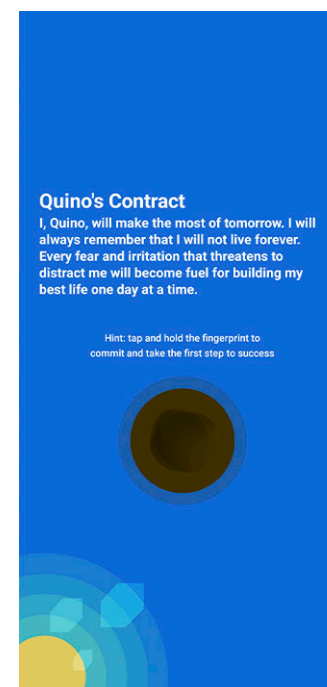 Quino's Contract
I, Quino, will make the most of tomorrow. I will
always remember that I will not live forever.
Every fear and irritation that threatens to
distract me will become fuel for building my
best life one day at a time.
Hint: tap and hold the fingerprint to
commit and take the first step to success